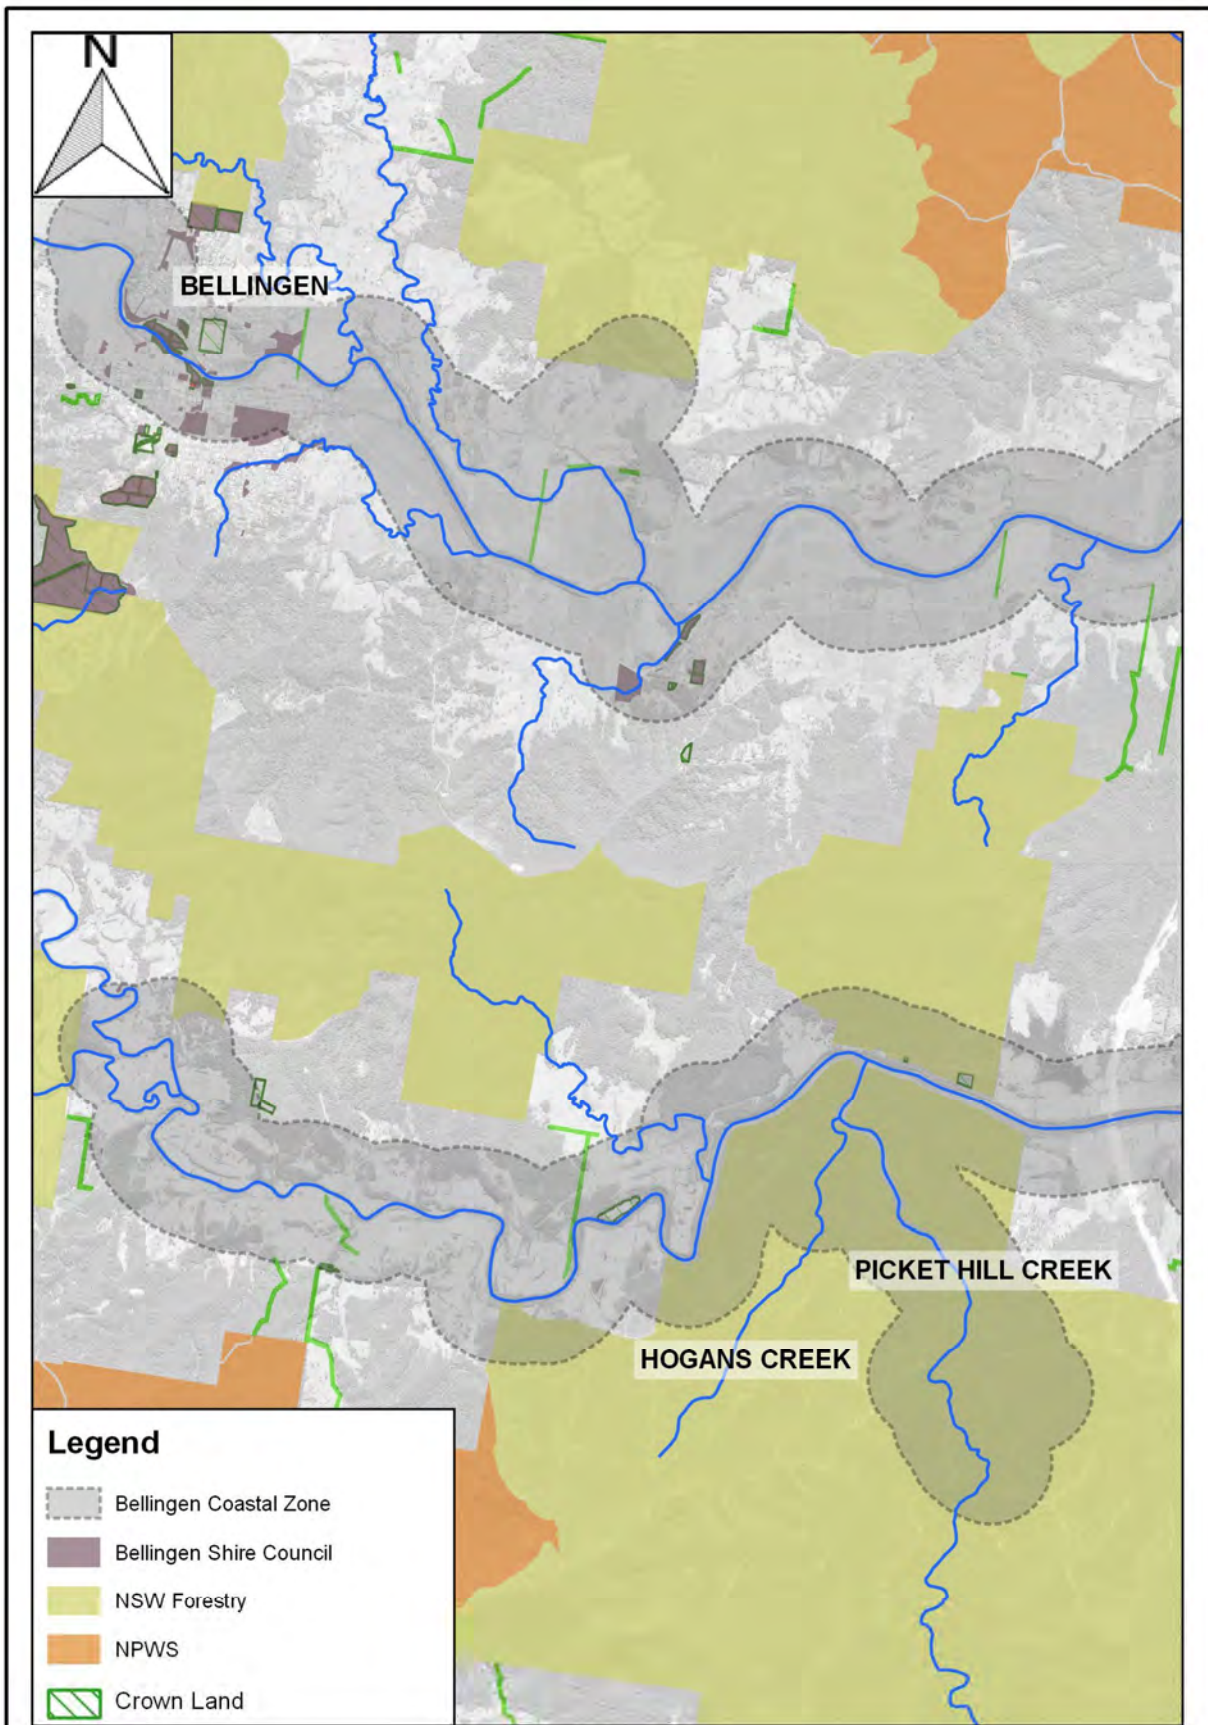 N
BELLINGEN
PICKET HILL CREEK
HOGANS CREEK
Legend
Bellingen Coastal Zone
Bellingen Shire Council
NSW Forestry
NPWS
Crown Land